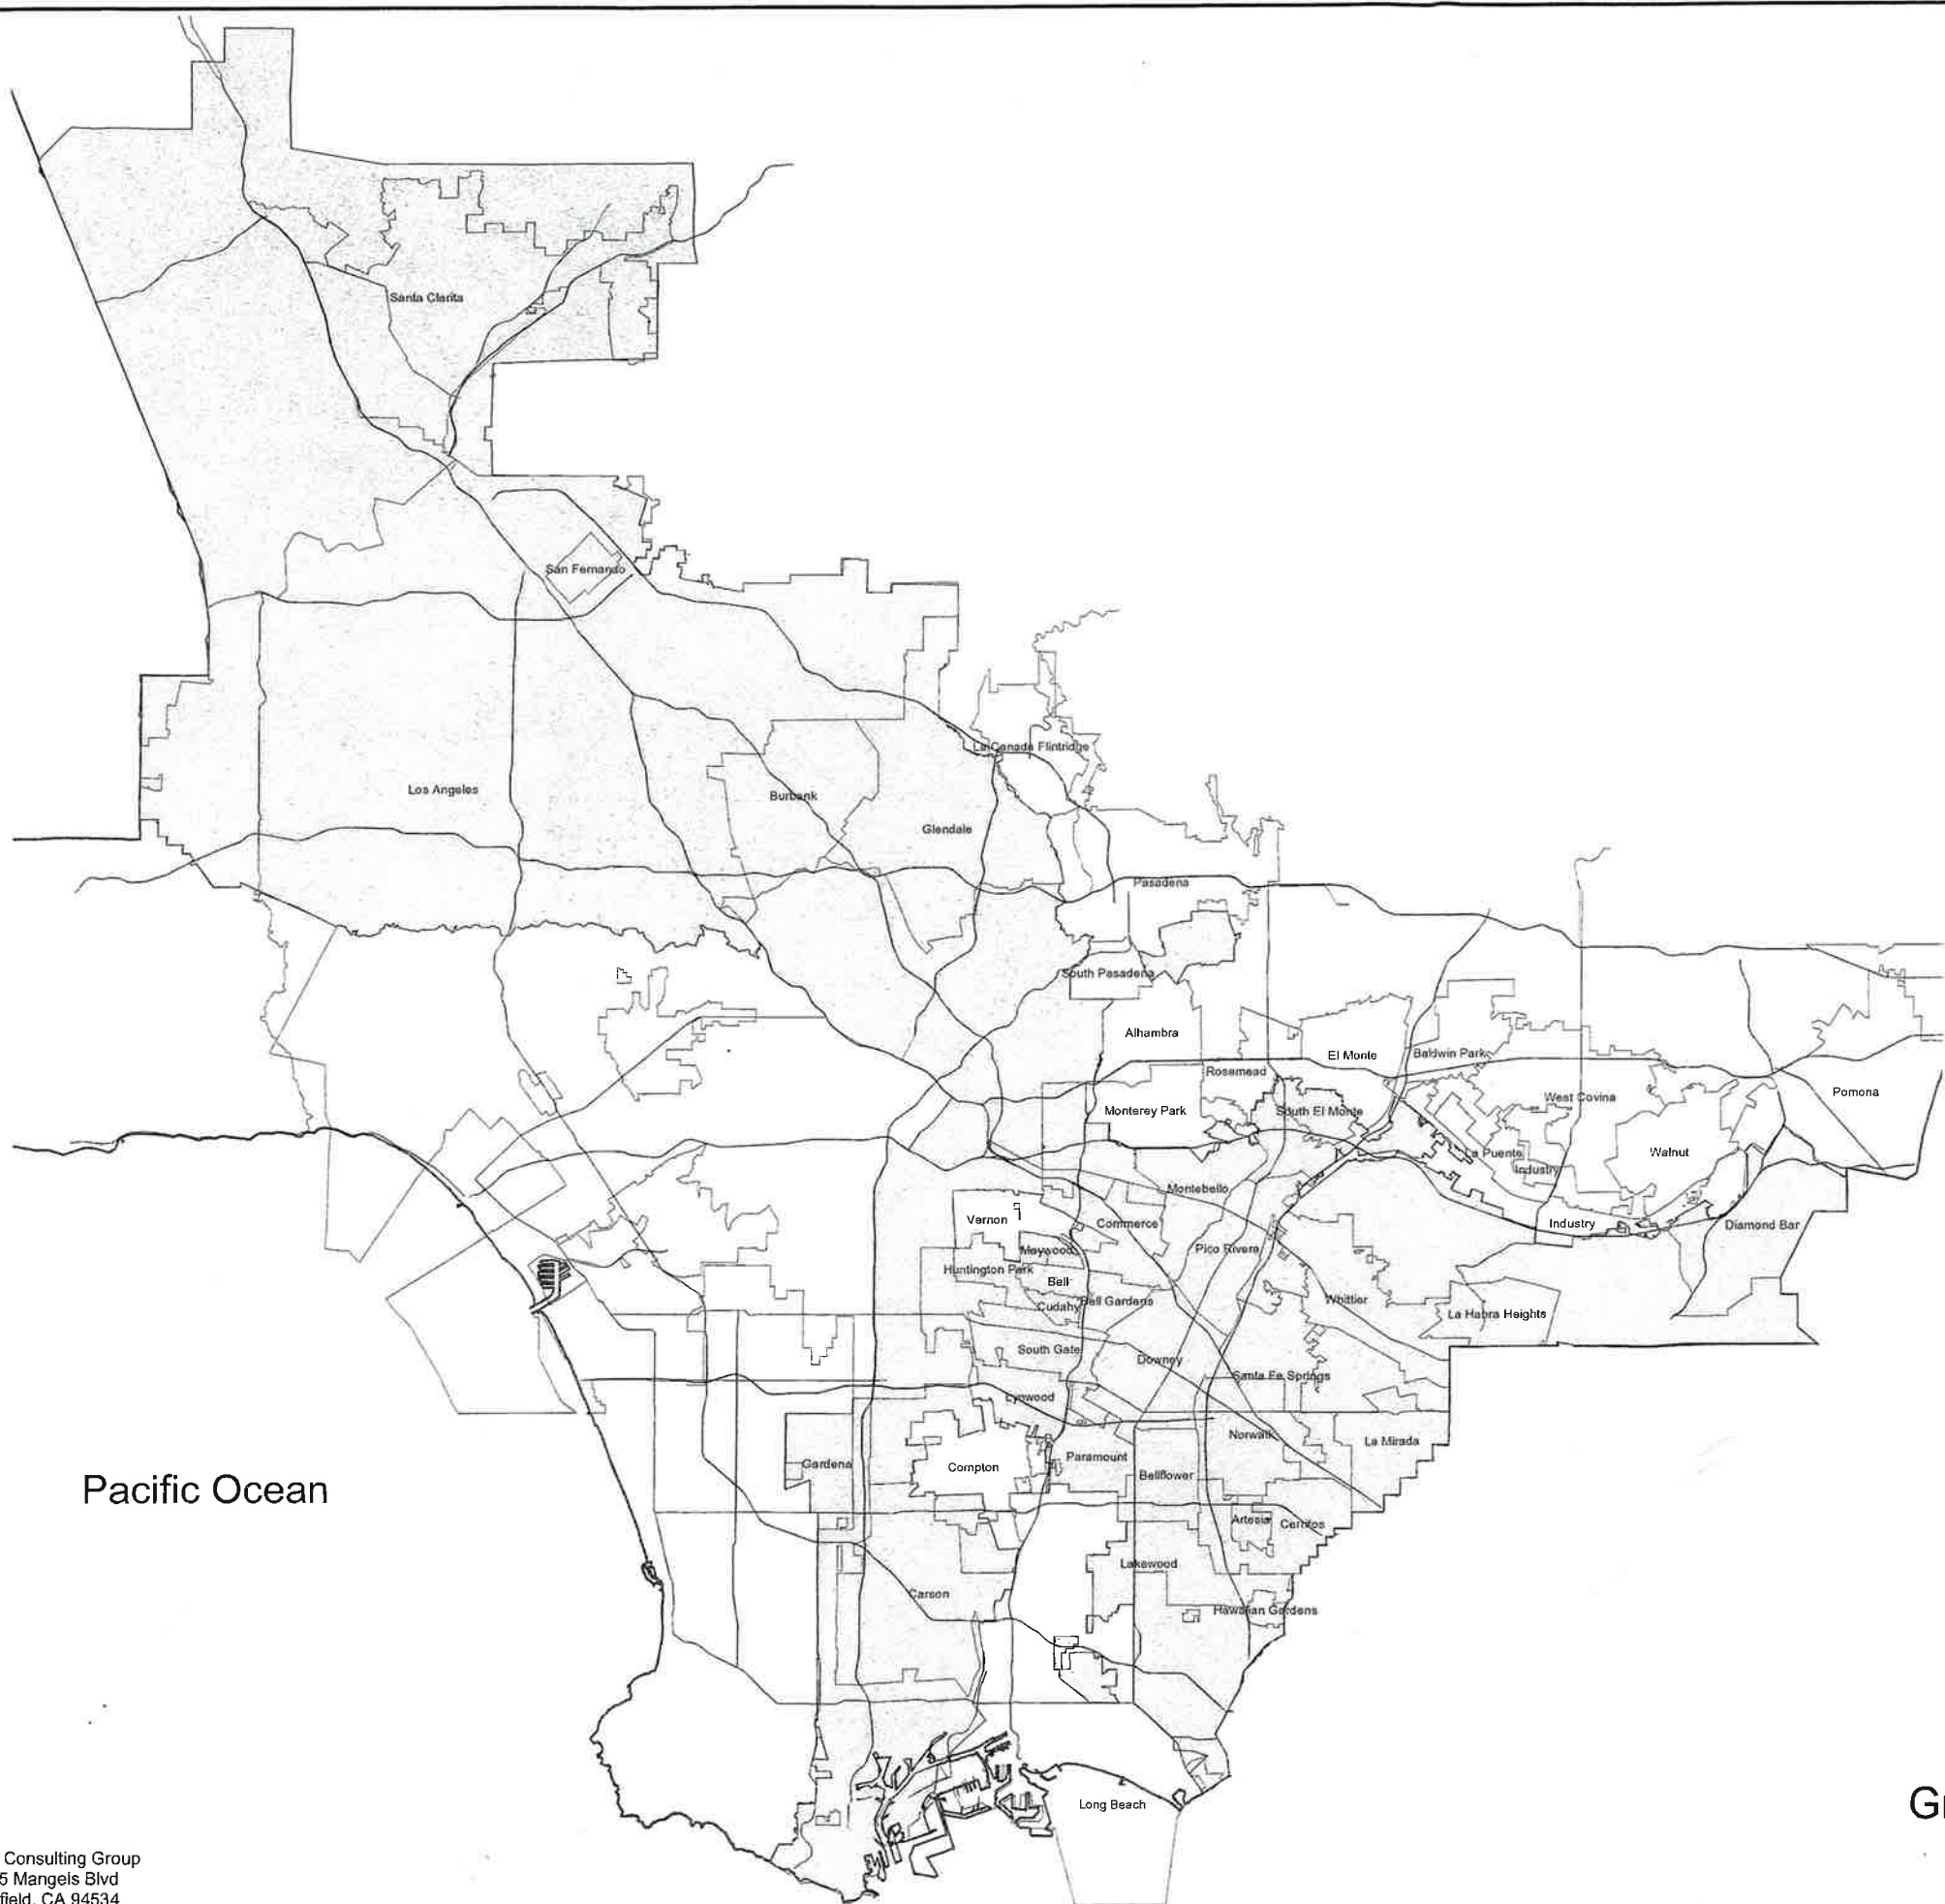 Santa Clarita
San Fernando
La Canada Flintridge
Los Angeles
Burbank
Glendale
Pasadena
South Pasadena
Alhambra
El Monte
Baldwin Park
Rosemead
Pomona
West Covina
Monterey Park
South El Monte
Walnut
La Puente
Industry
Montebello
Vernon
Commerce
Industry
Diamond Bar
Maywood
Pico Rivera
Huntington Park
Bell
Cudahy
Bell Gardens
Whittier
La Habra Heights
South Gate
Downey
Santa Fe Springs
Lynwood
Norwalk
La Mirada
Gardena
Compton
Paramount
Bellflower
Pacific Ocean
Artesia
Cerritos
Lakewood
Carson
Hawaiian Gardens
Long Beach
Consulting Group
5 Mangels Blvd
field, CA 94534